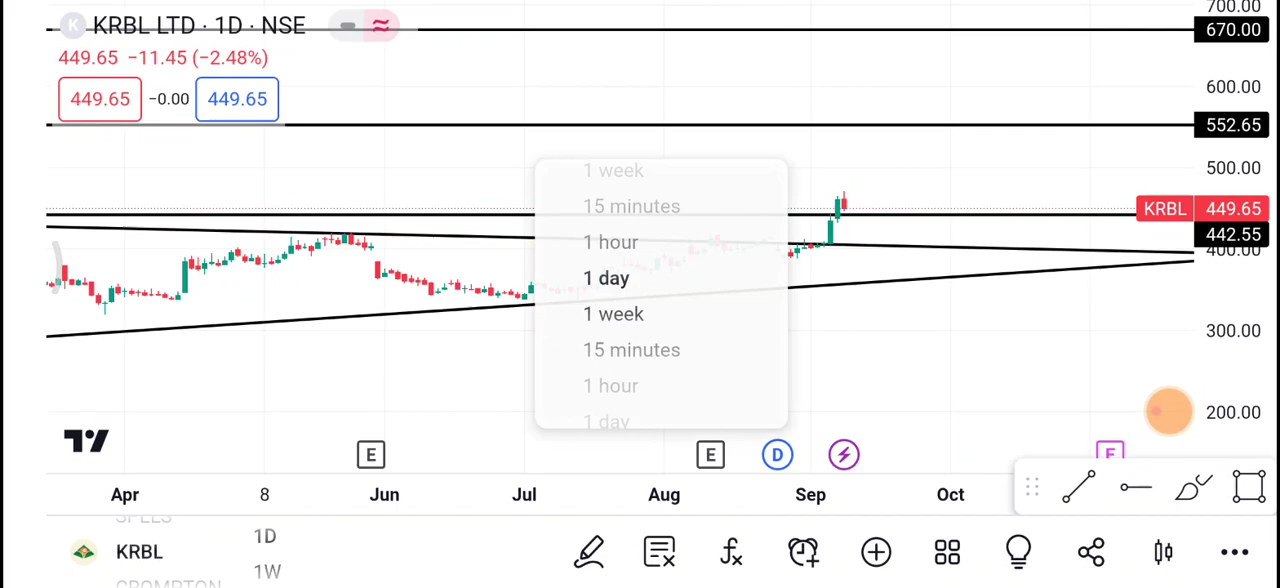 700.00
K KRBL LTD · 1D · NSE
670.00
449.65 −11.45 (−2.48%)
600.00
449.65 −0.00 449.65
552.65
500.00
1 week
15 minutes
1 hour
1 day
1 week
15 minutes
1 hour
1 day
KRBL 449.65
442.55
400.00
300.00
200.00
E E D E
Apr 8 Jun Jul Aug Sep Oct
SPLLS
KRBL
CROMPTON
1D
1W